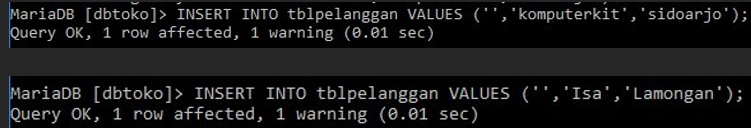 MariaDB [dbtoko]> INSERT INTO tblpelanggan VALUES ('','komputerkit','sidoarjo');
Query OK, 1 row affected, 1 warning (0.01 sec)
MariaDB [dbtoko]> INSERT INTO tblpelanggan VALUES ('','Isa','Lamongan');
Query OK, 1 row affected, 1 warning (0.01 sec)